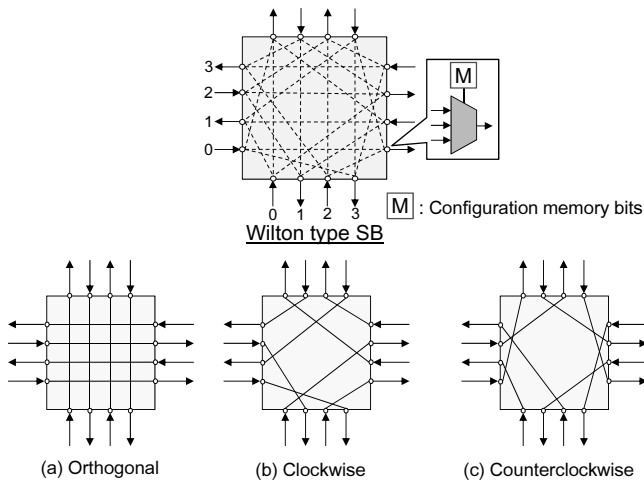 3
2
1
0
M
0 1 2 3
M : Configuration memory bits
Wilton type SB
(a) Orthogonal
(b) Clockwise
(c) Counterclockwise